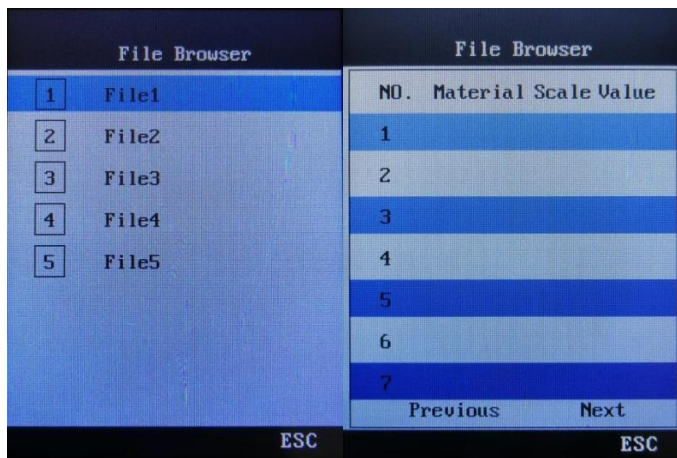 File Browser
1 File1
2 File2
3 File3
4 File4
5 File5
ESC
File Browser
NO. Material Scale Value
1
2
3
4
5
6
7
Previous Next
ESC